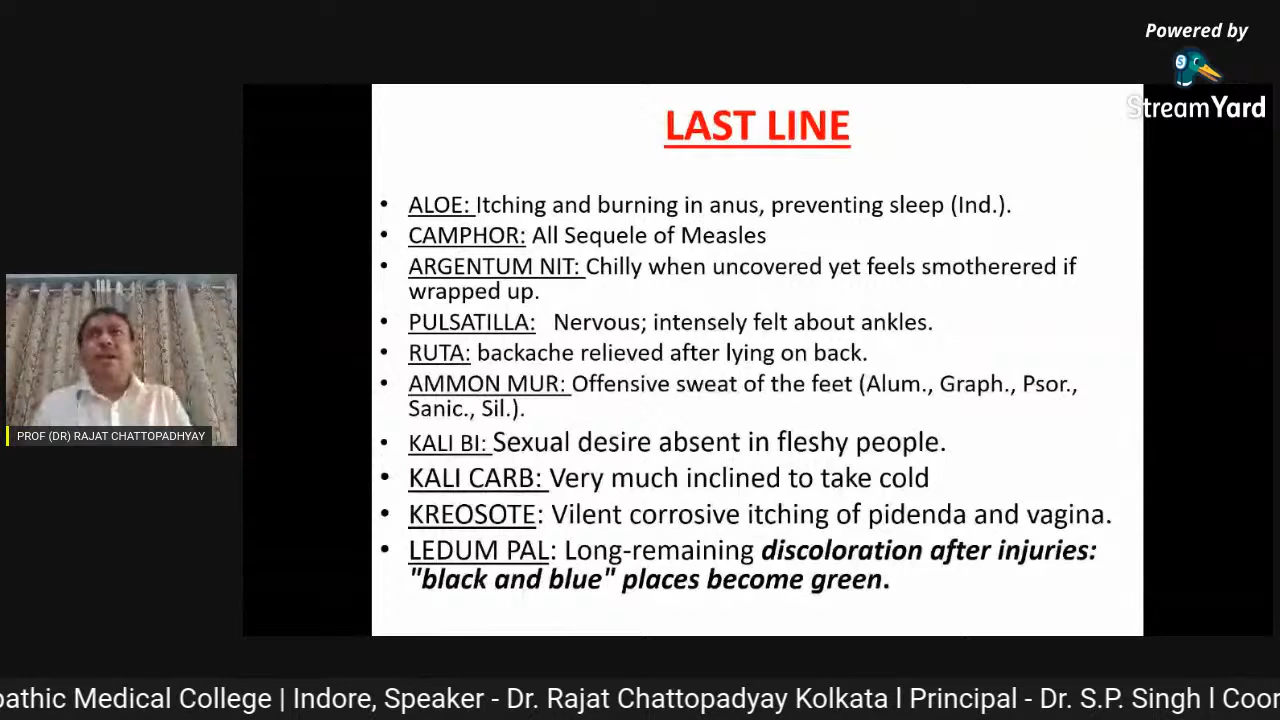 Powered by
StreamYard
LAST LINE
• ALOE: Itching and burning in anus, preventing sleep (Ind.).
• CAMPHOR: All Sequele of Measles
• ARGENTUM NIT: Chilly when uncovered yet feels smotherered if
wrapped up.
• PULSATILLA: Nervous; intensely felt about ankles.
• RUTA: backache relieved after lying on back.
• AMMON MUR: Offensive sweat of the feet (Alum., Graph., Psor.,
Sanic., Sil.).
• KALI BI: Sexual desire absent in fleshy people.
• KALI CARB: Very much inclined to take cold
• KREOSOTE: Vilent corrosive itching of pidenda and vagina.
• LEDUM PAL: Long-remaining discoloration after injuries:
"black and blue" places become green.
PROF (DR) RAJAT CHATTOPADHYAY
pathic Medical College | Indore, Speaker - Dr. Rajat Chattopadyay Kolkata l Principal - Dr. S.P. Singh l Coor